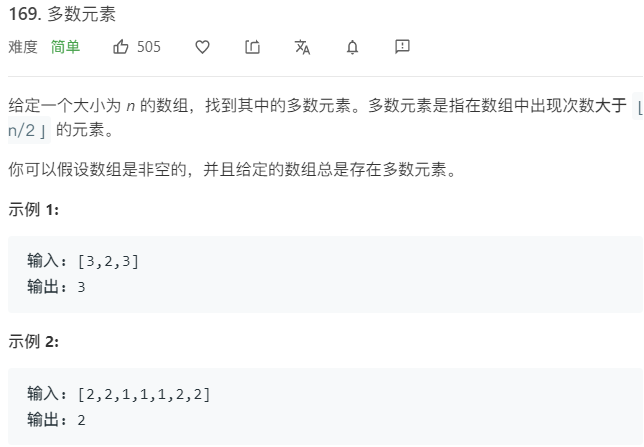 169. 多数元素
难度 简单 505
给定一个大小为 n 的数组，找到其中的多数元素。多数元素是指在数组中出现次数大于 ⌊
n/2 ⌋ 的元素。
你可以假设数组是非空的，并且给定的数组总是存在多数元素。
示例 1:
输入: [3,2,3]
输出: 3
示例 2:
输入: [2,2,1,1,1,2,2]
输出: 2